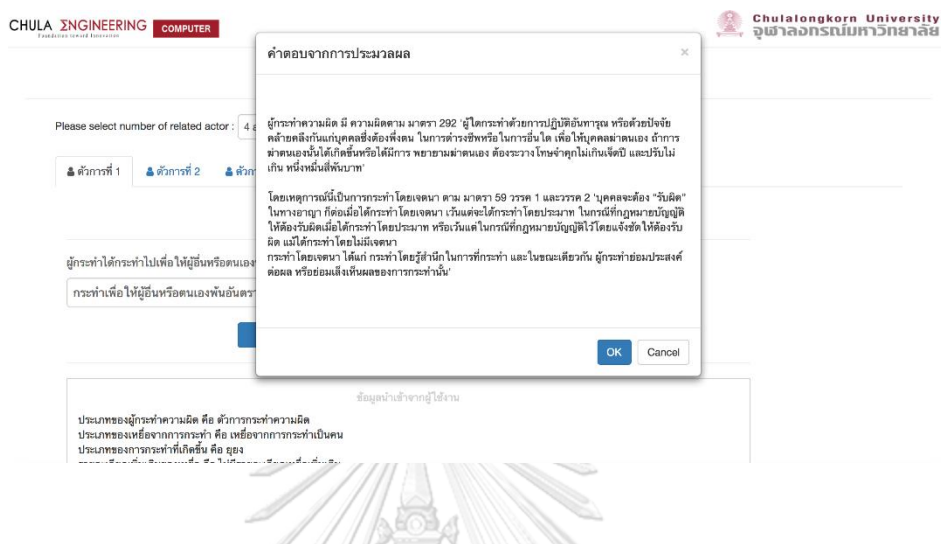 CHULA ΣNGINEERING COMPUTER
Foundation toward Innovation
Chulalongkorn University
จุฬาลงกรณ์มหาวิทยาลัย
คำตอบจากการประมวลผล ×
Please select number of related actor : 4 a
ตัวการที่ 1 ตัวการที่ 2 ตัวก
ผู้กระทำความผิด มี ความผิดตาม มาตรา 292 'ผู้ใดกระทำด้วยการปฏิบัติอันทารุณ หรือด้วยปัจจัย
คล้ายคลึงกันแก่บุคคลซึ่งต้องพึ่งตน ในการดำรงชีพหรือในการอื่นใด เพื่อให้บุคคลฆ่าตนเอง ถ้าการ
ฆ่าตนเองนั้นได้เกิดขึ้นหรือได้มีการ พยายามฆ่าตนเอง ต้องระวางโทษจำคุกไม่เกินเจ็ดปี และปรับไม่
เกิน หนึ่งหมื่นสี่พันบาท'
โดยเหตุการณ์นี้เป็นการกระทำโดยเจตนา ตาม มาตรา 59 วรรค 1 และวรรค 2 'บุคคลจะต้อง "รับผิด"
ในทางอาญา ก็ต่อเมื่อได้กระทำโดยเจตนา เว้นแต่จะได้กระทำโดยประมาท ในกรณีที่กฎหมายบัญญัติ
ให้ต้องรับผิดเมื่อได้กระทำโดยประมาท หรือเว้นแต่ในกรณีที่กฎหมายบัญญัติไว้โดยแจ้งชัดให้ต้องรับ
ผิด แม้ได้กระทำโดยไม่มีเจตนา
กระทำโดยเจตนา ได้แก่ กระทำโดยรู้สำนึกในการที่กระทำ และในขณะเดียวกัน ผู้กระทำย่อมประสงค์
ต่อผล หรือย่อมเล็งเห็นผลของการกระทำนั้น'
ผู้กระทำได้กระทำไปเพื่อให้ผู้อื่นหรือตนเอง
กระทำเพื่อให้ผู้อื่นหรือตนเองพ้นอันตรา
OK Cancel
ข้อมูลนำเข้าจากผู้ใช้งาน
ประเภทของผู้กระทำความผิด คือ ตัวการกระทำความผิด
ประเภทของเหยื่อจากการกระทำ คือ เหยื่อจากการกระทำเป็นคน
ประเภทของการกระทำที่เกิดขึ้น คือ ยุยง